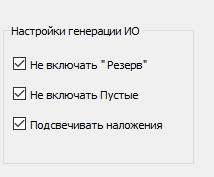 Настройки генерации ИО
Не включать "Резерв"
Не включать Пустые
Подсвечивать наложения